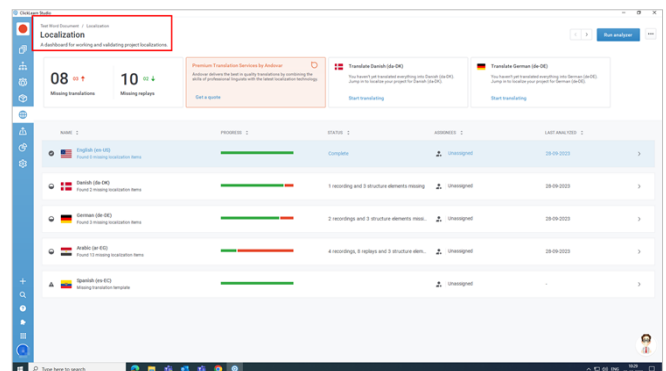 ClickLearn Studio
Test Word Document / Localization
Localization
A dashboard for working and validating project localizations.
Run analyzer
08
Missing translations
10
Missing replays
Premium Translation Services by Andovar
Andovar delivers the best in quality translations by combining the
skills of professional linguists with the latest localization technology.
Get a quote
Translate Danish (da-DK)
You haven't yet translated everything into Danish (da-DK).
Jump in to localize your project for Danish (da-DK).
Start translating
Translate German (de-DE)
You haven't yet translated everything into German (de-DE).
Jump in to localize your project for German (de-DE).
Start translating
NAME PROGRESS STATUS ASSIGNEES LAST ANALYZED
English (en-US)
Found 0 missing localization items
Complete Unassigned 28-09-2023
Danish (da-DK)
Found 2 missing localization items
1 recording and 3 structure elements missing Unassigned 28-09-2023
German (de-DE)
Found 3 missing localization items
2 recordings and 3 structure elements miss.. Unassigned 28-09-2023
Arabic (ar-EG)
Found 13 missing localization items
4 recordings, 8 replays and 3 structure elem.. Unassigned 28-09-2023
Spanish (es-EC)
Missing translation template
Unassigned -
Type here to search
ENG